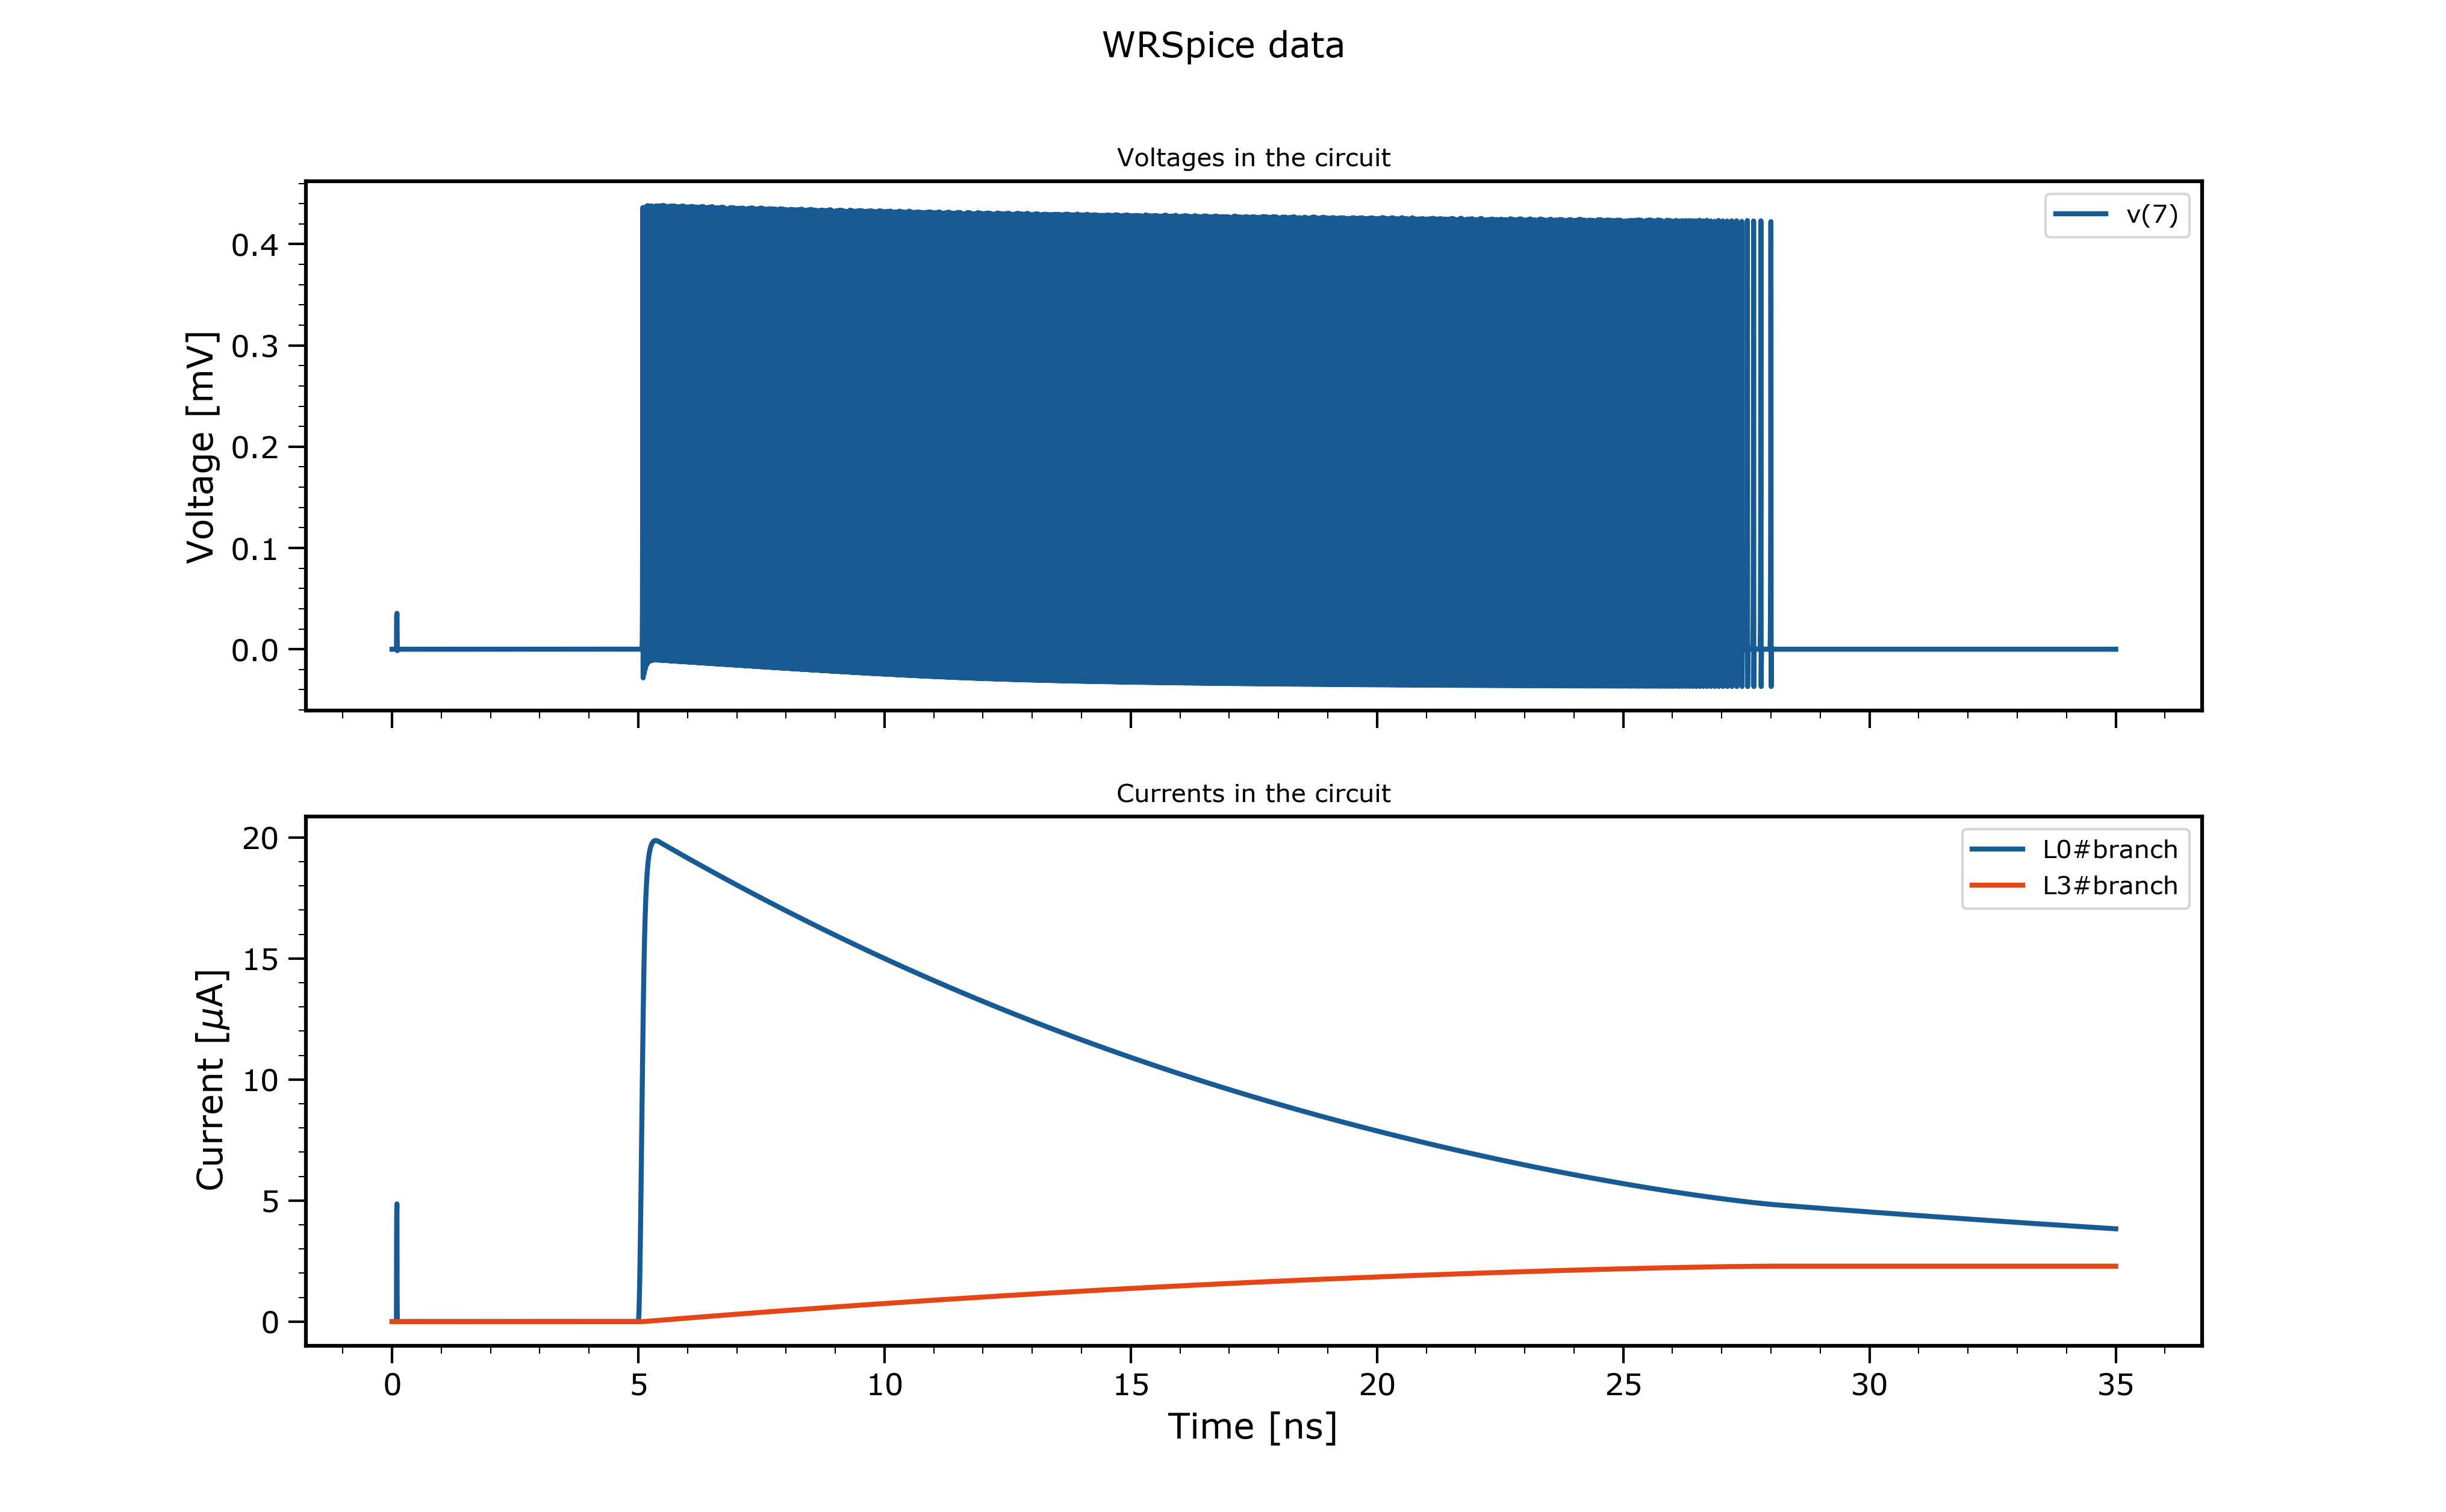 WRSpice data
Voltages in the circuit
Voltage [mV]
0.4
0.3
0.2
0.1
0.0
v(7)
Currents in the circuit
Current [μA]
20
15
10
5
0
L0#branch
L3#branch
0 5 10 15 20 25 30 35
Time [ns]